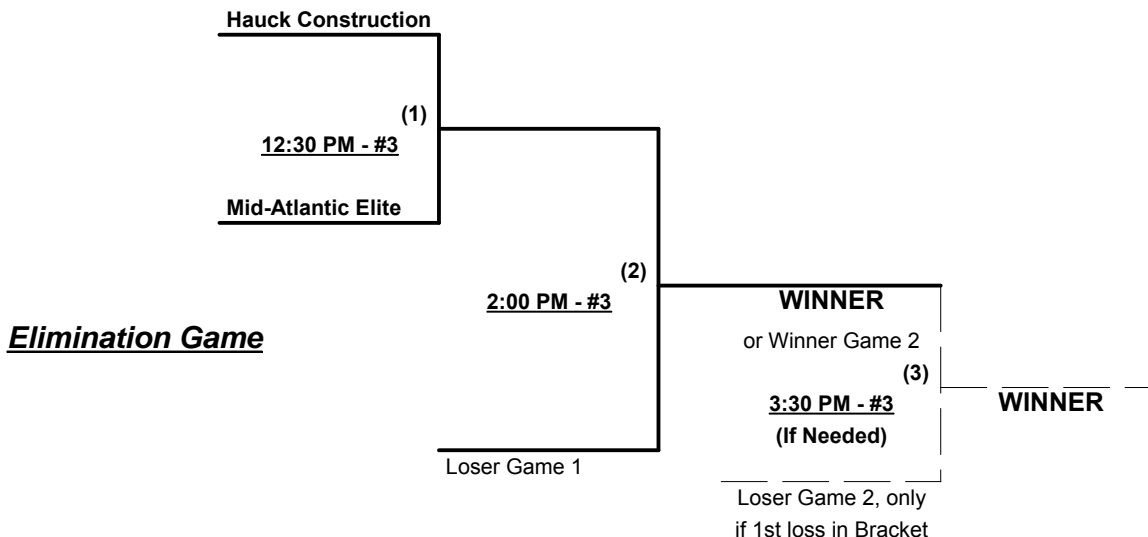 Hauck Construction
(1)
12:30 PM - #3
Mid-Atlantic Elite
(2)
2:00 PM - #3
WINNER
Elimination Game
or Winner Game 2
(3)
3:30 PM - #3
WINNER
(If Needed)
Loser Game 1
Loser Game 2, only
if 1st loss in Bracket